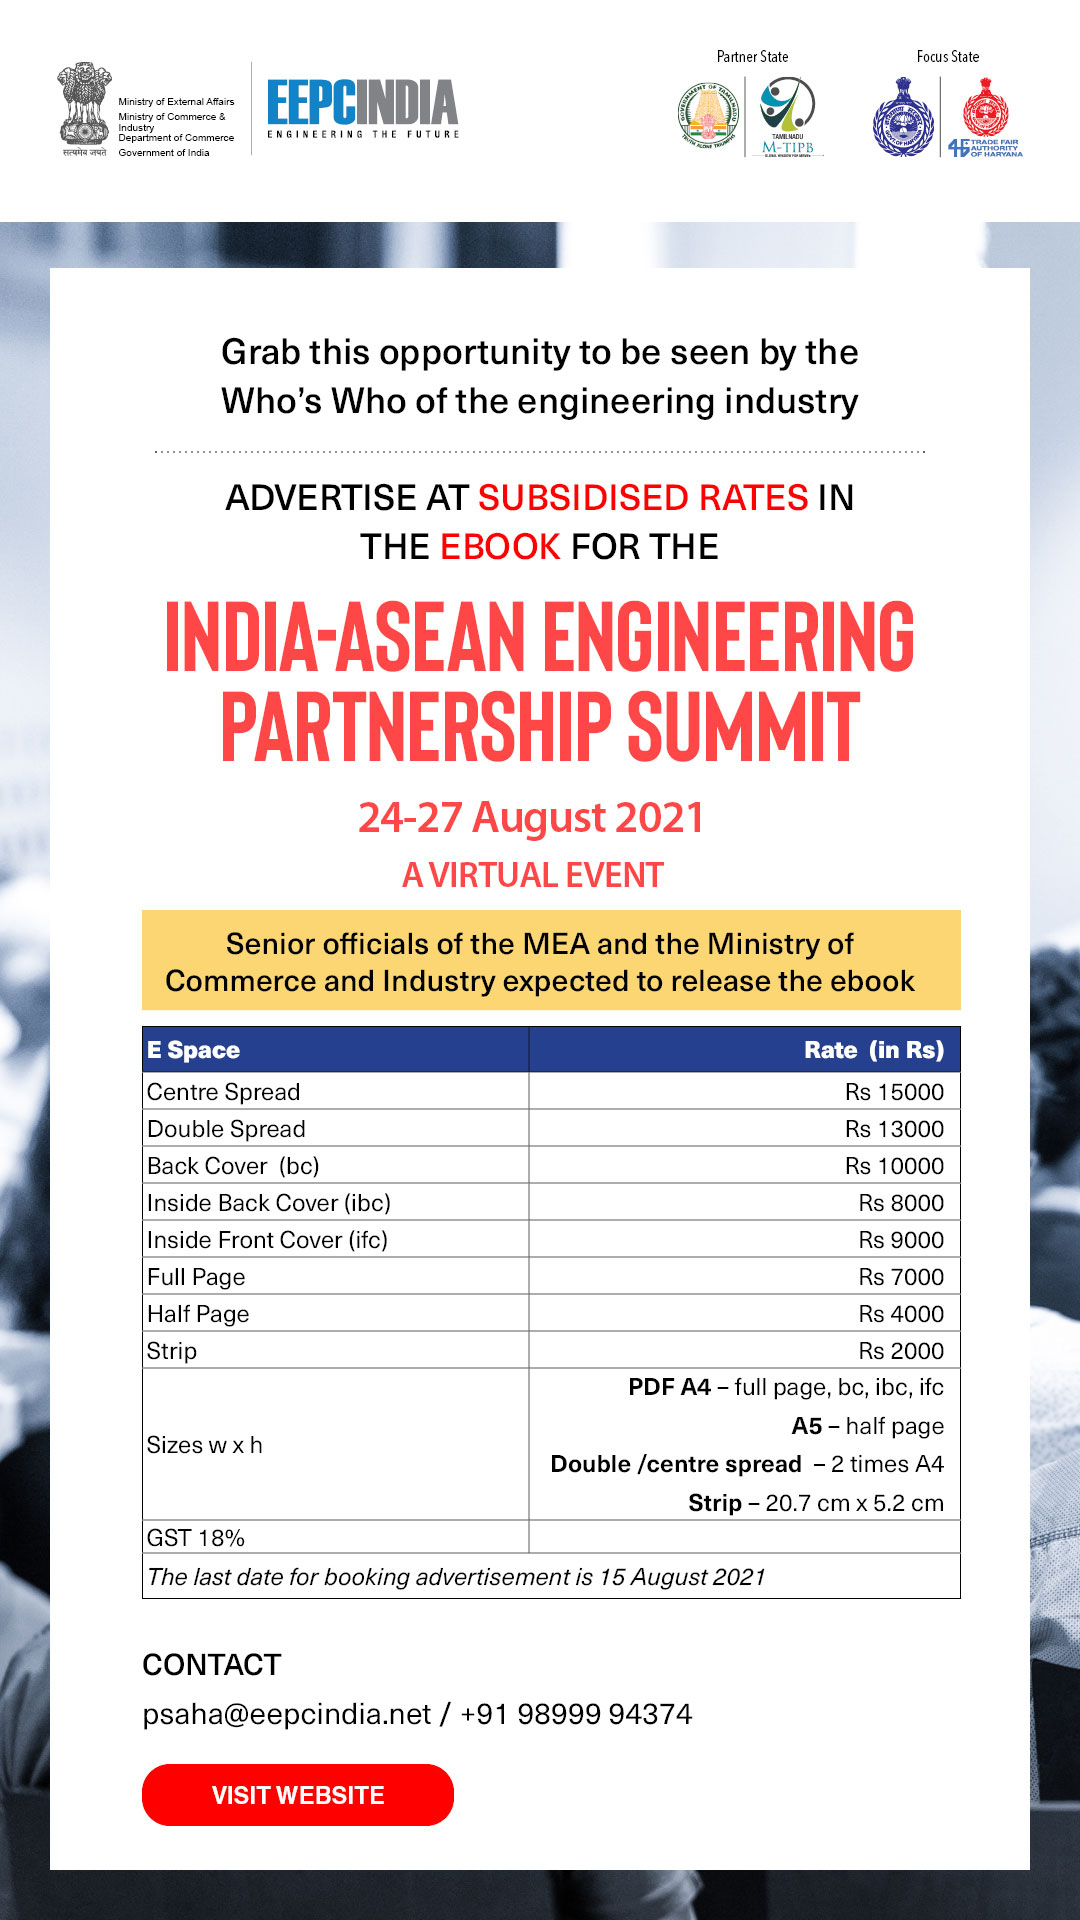 Partner State
Focus State
Ministry of External Affairs
Ministry of Commerce &
Industry
Department of Commerce
Government of India
सत्यमेव जयते
EEPCINDIA
ENGINEERING THE FUTURE
TAMILNADU
M-TIPB
TRADE FAIR
AUTHORITY
OF HARYANA
Grab this opportunity to be seen by the
Who's Who of the engineering industry
ADVERTISE AT SUBSIDISED RATES IN
THE EBOOK FOR THE
INDIA-ASEAN ENGINEERING
PARTNERSHIP SUMMIT
24-27 August 2021
A VIRTUAL EVENT
Senior officials of the MEA and the Ministry of
Commerce and Industry expected to release the ebook
E Space Rate (in Rs)
Centre Spread Rs 15000
Double Spread Rs 13000
Back Cover (bc) Rs 10000
Inside Back Cover (ibc) Rs 8000
Inside Front Cover (ifc) Rs 9000
Full Page Rs 7000
Half Page Rs 4000
Strip Rs 2000
Sizes w x h
PDF A4 – full page, bc, ibc, ifc
A5 – half page
Double /centre spread – 2 times A4
Strip – 20.7 cm x 5.2 cm
GST 18%
The last date for booking advertisement is 15 August 2021
CONTACT
psaha@eepcindia.net / +91 98999 94374
VISIT WEBSITE